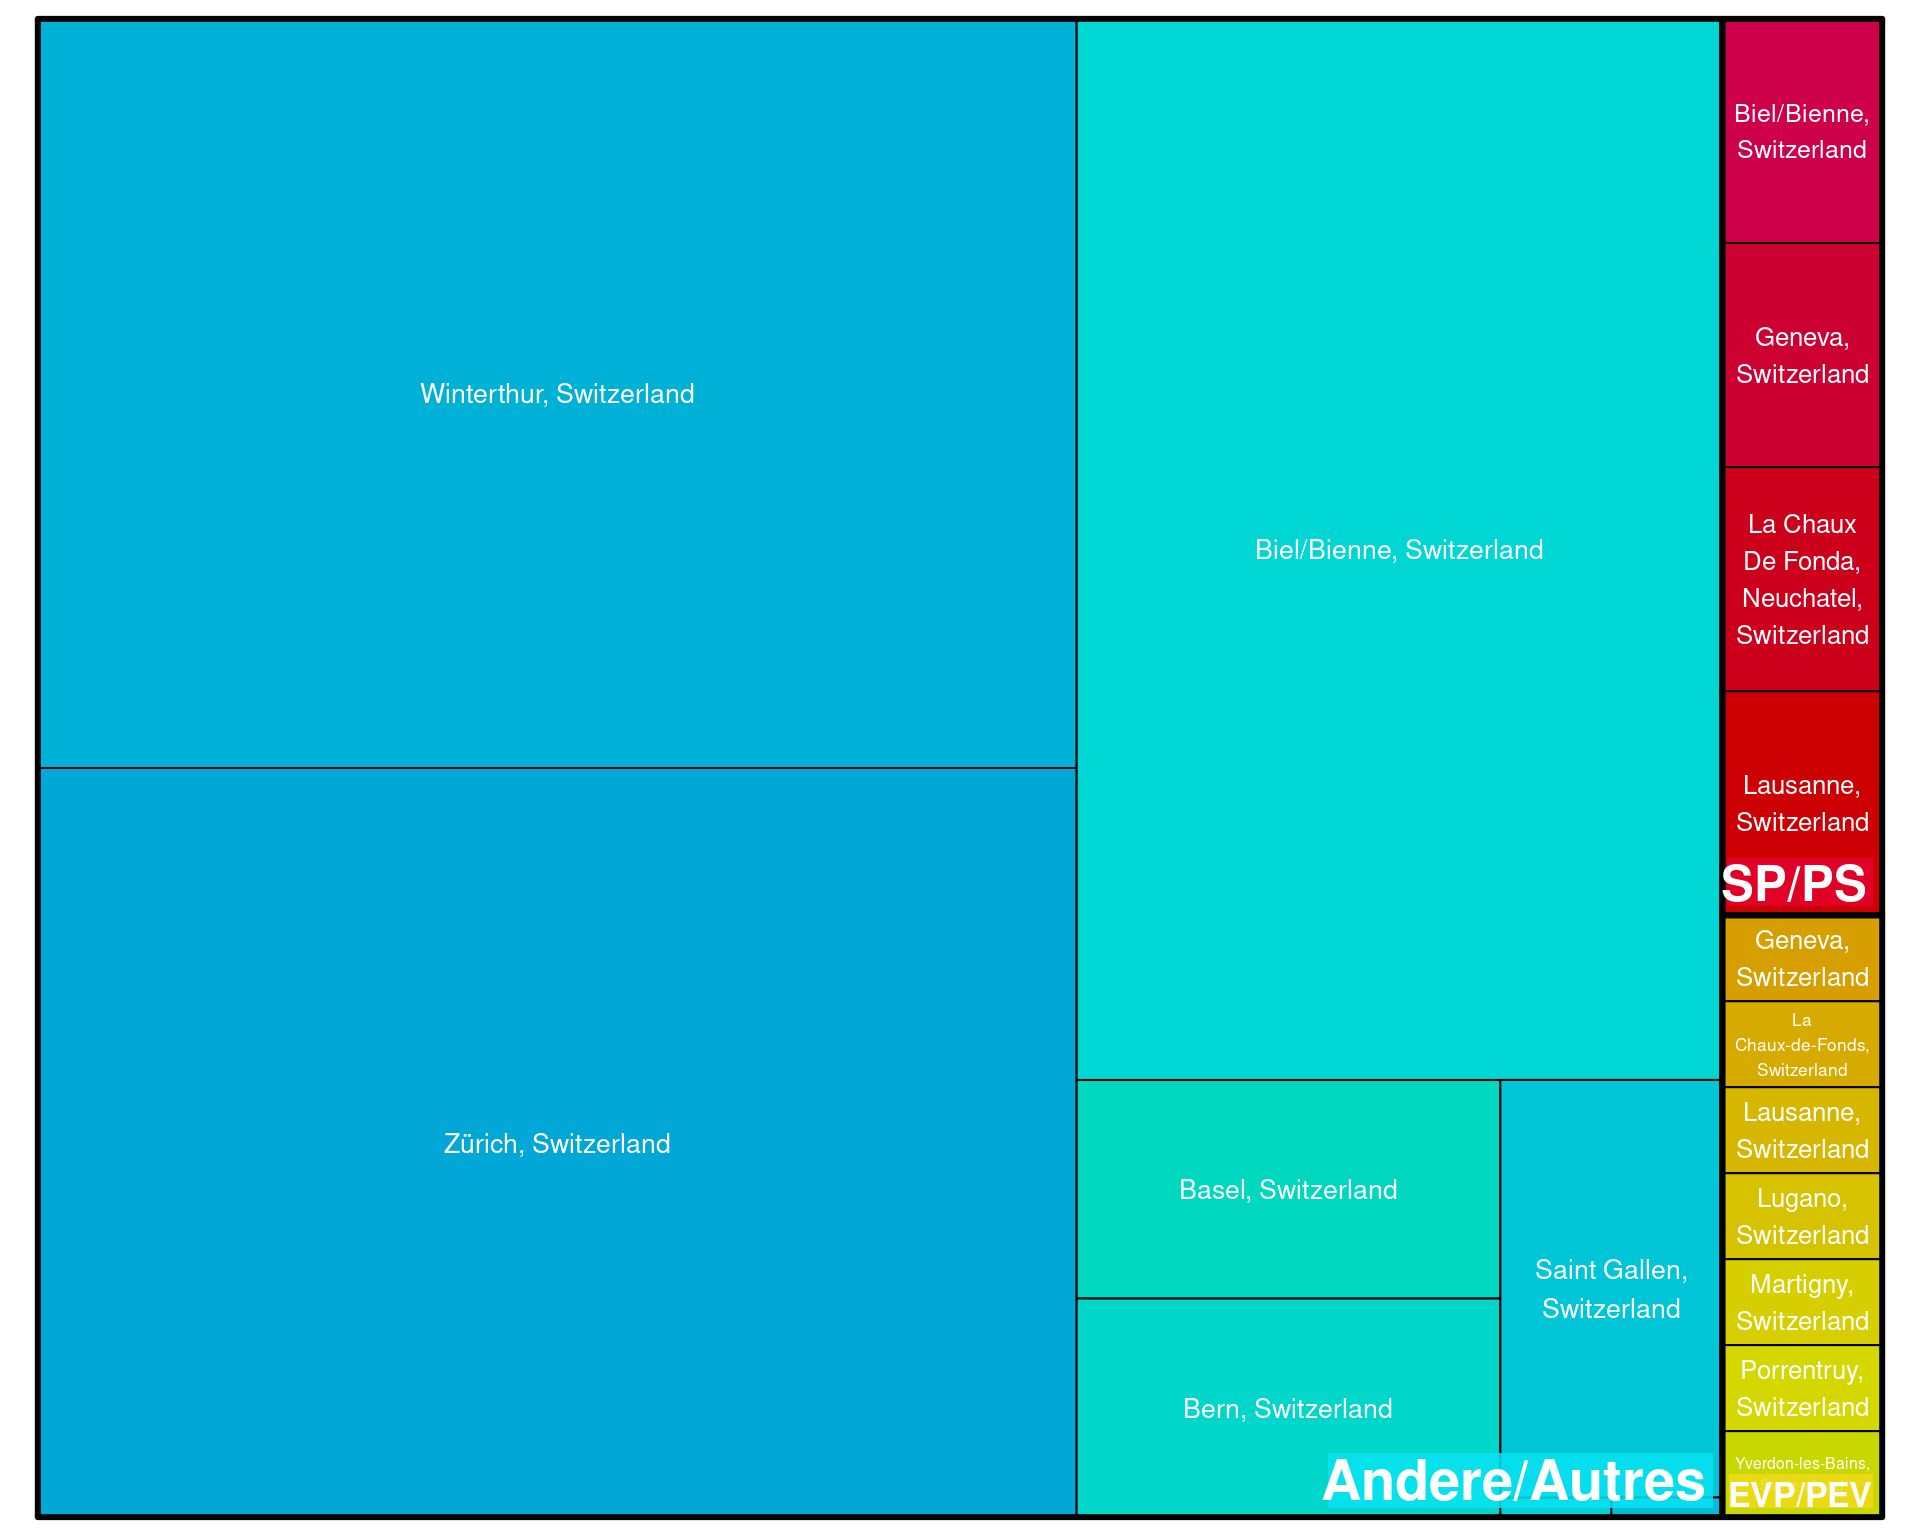 Winterthur, Switzerland
Zürich, Switzerland
Biel/Bienne, Switzerland
Basel, Switzerland
Bern, Switzerland
Saint Gallen,
Switzerland
Andere/Autres
Biel/Bienne,
Switzerland
Geneva,
Switzerland
La Chaux
De Fonda,
Neuchatel,
Switzerland
Lausanne,
Switzerland
SP/PS
Geneva,
Switzerland
La
Chaux-de-Fonds,
Switzerland
Lausanne,
Switzerland
Lugano,
Switzerland
Martigny,
Switzerland
Porrentruy,
Switzerland
Yverdon-les-Bains,
EVP/PEV